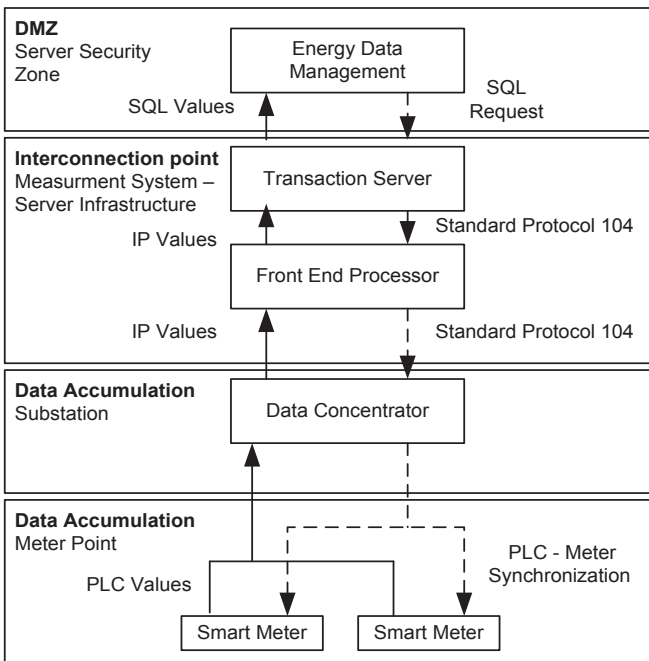 DMZ
Server Security
Zone
Energy Data
Management
SQL Values
SQL
Request
Interconnection point
Measurment System –
Server Infrastructure
Transaction Server
IP Values
Standard Protocol 104
Front End Processor
IP Values
Standard Protocol 104
Data Accumulation
Substation
Data Concentrator
Data Accumulation
Meter Point
PLC Values
PLC - Meter
Synchronization
Smart Meter
Smart Meter